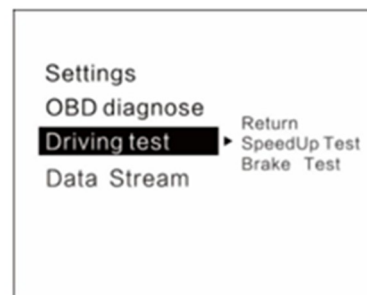 Settings
OBD diagnose
Driving test
Data Stream
Return
SpeedUp Test
Brake Test